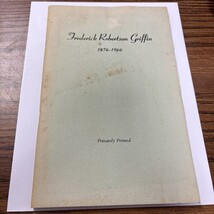 Frederick Robertson Griffin
1876-1966
Privately Printed